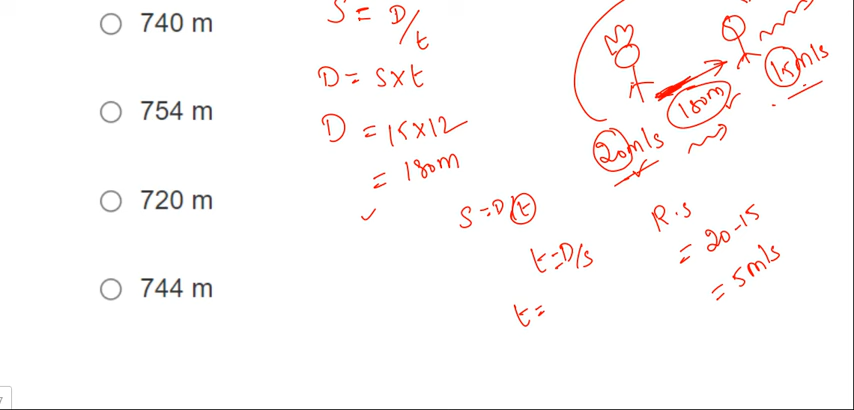 740 m
754 m
720 m
744 m
S = D/t
D = S x t
D = 15 x 12
= 180m
S = D/t
t = D/s
t =
180m
15m/s
20m/s
R.S
= 20-15
= 5m/s